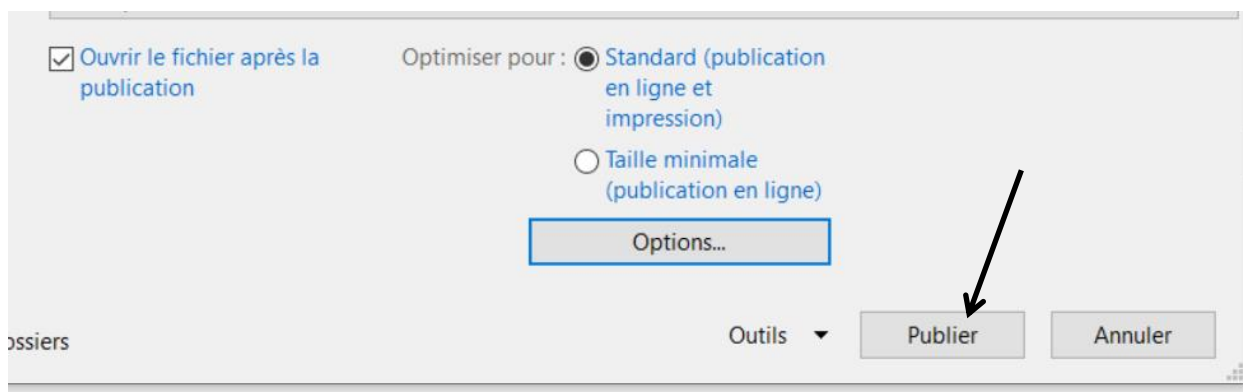 Ouvrir le fichier après la
publication
Optimiser pour :
Standard (publication
en ligne et
impression)
Taille minimale
(publication en ligne)
Options...
ossiers
Outils
Publier
Annuler